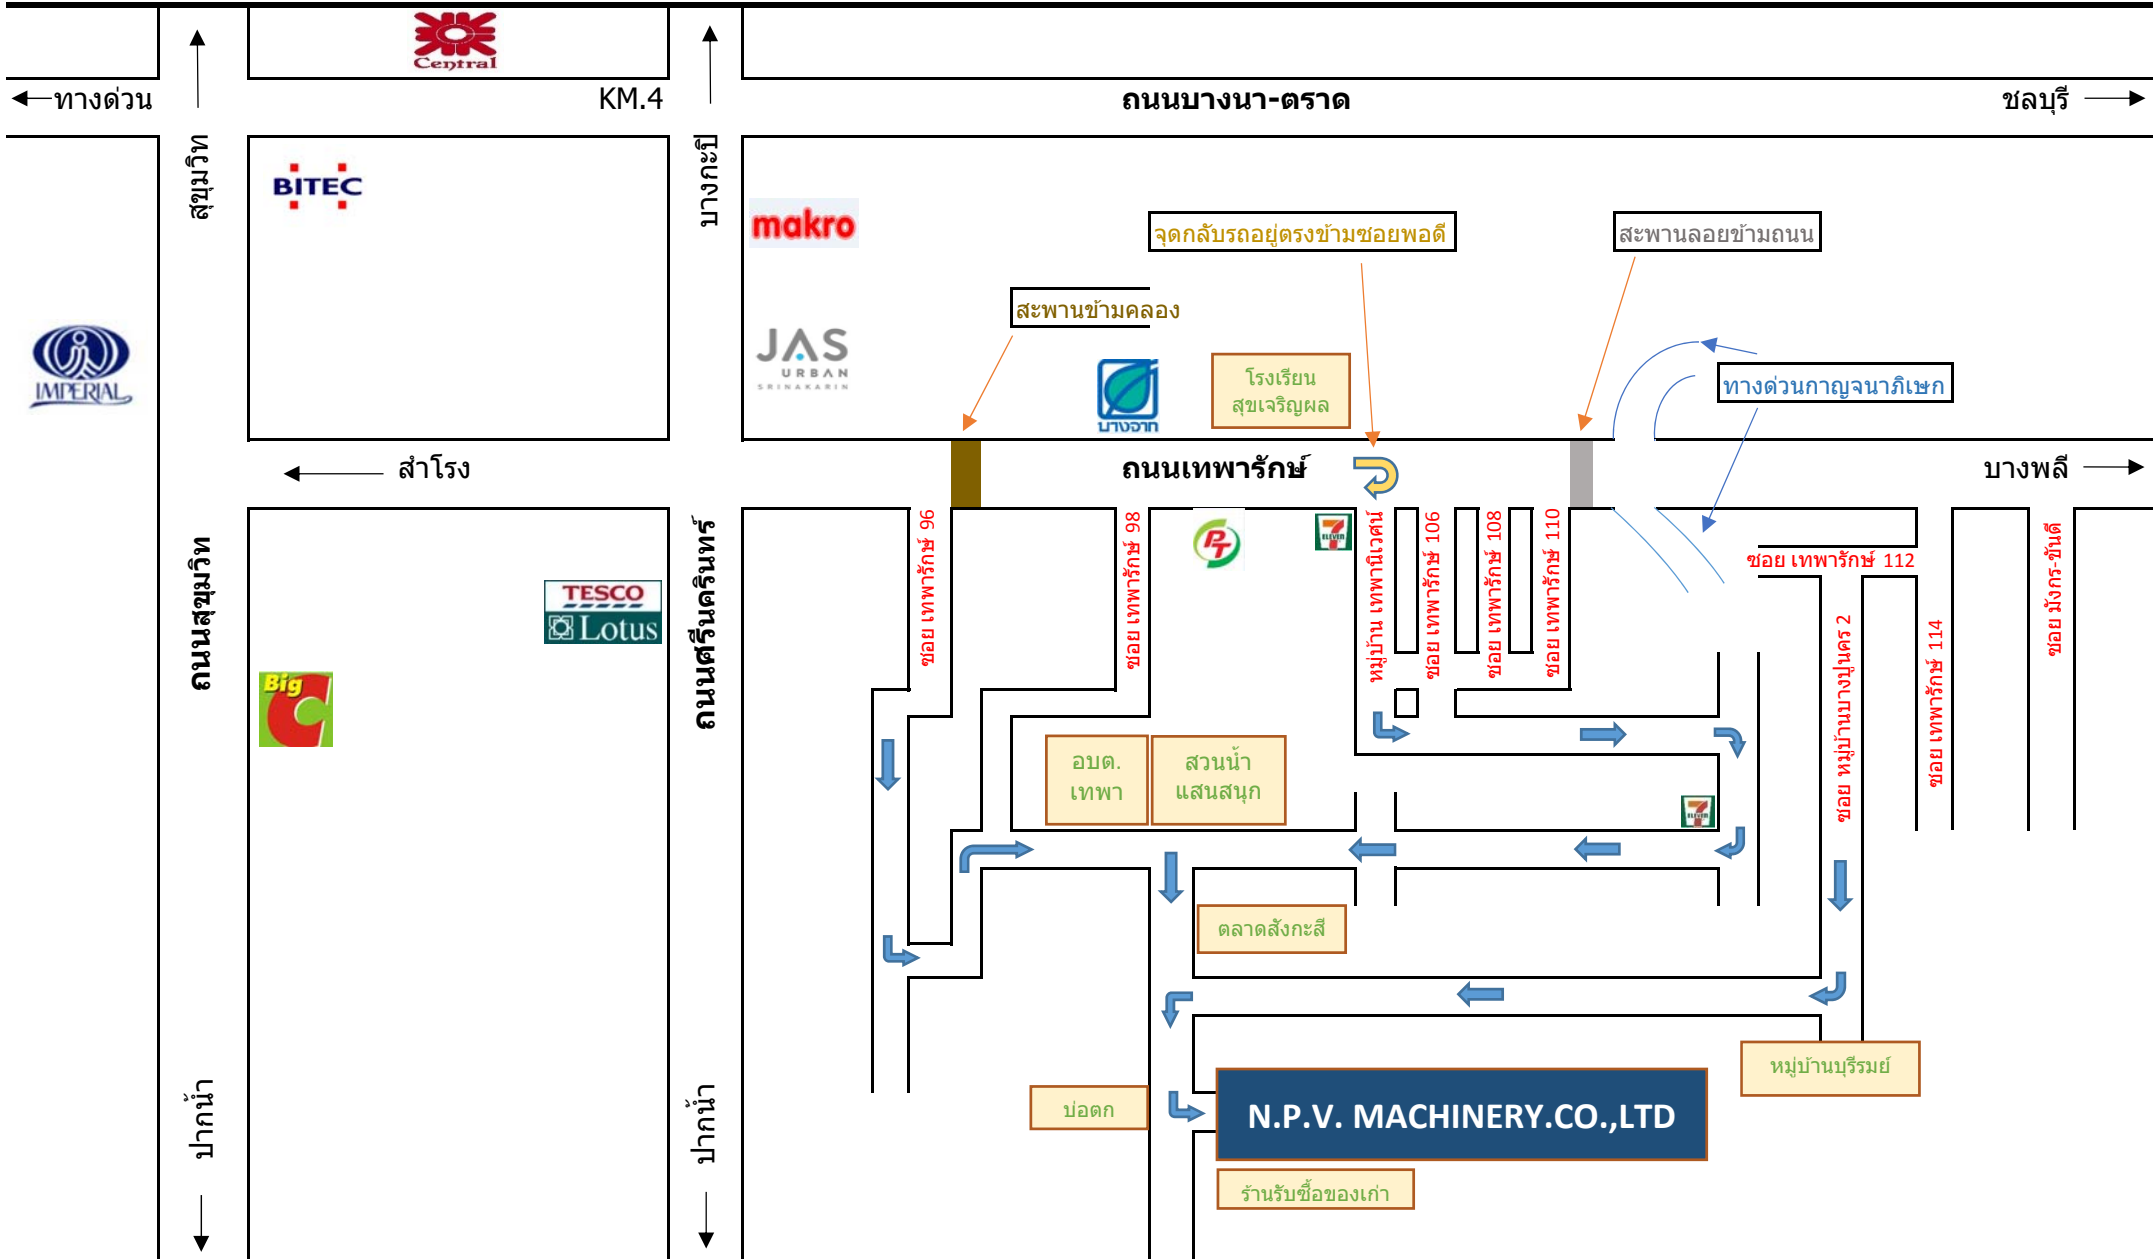 Central
ทางด่วน
KM.4
ถนนบางนา-ตราด
ชลบุรี
สุขุมวิท
บางกะปิ
BITEC
makro
จุดกลับรถอยู่ตรงข้ามซอยพอดี
สะพานลอยข้ามถนน
สะพานข้ามคลอง
IMPERIAL
JAS
URBAN
SRINAKARIN
บางจาก
โรงเรียน
สุขเจริญผล
ทางด่วนกาญจนาภิเษก
สำโรง
ถนนเทพารักษ์
บางพลี
ถนนสุขุมวิท
ถนนศรีนครินทร์
TESCO
Lotus
Big
C
ซอย เทพารักษ์ 96
ซอย เทพารักษ์ 98
PT
7
ELEVEN
หมู่บ้าน เทพานิเวศน์
ซอย เทพารักษ์ 106
ซอย เทพารักษ์ 108
ซอย เทพารักษ์ 110
ซอย เทพารักษ์ 112
ซอย หมู่บ้านบางปูนคร 2
ซอย เทพารักษ์ 114
ซอย มังกร-ขันดี
อบต.
เทพา
สวนน้ำ
แสนสนุก
7
ELEVEN
ตลาดสังกะสี
หมู่บ้านบุรีรมย์
บ่อตก
N.P.V. MACHINERY.CO.,LTD
ร้านรับซื้อของเก่า
ปากน้ำ
ปากน้ำ